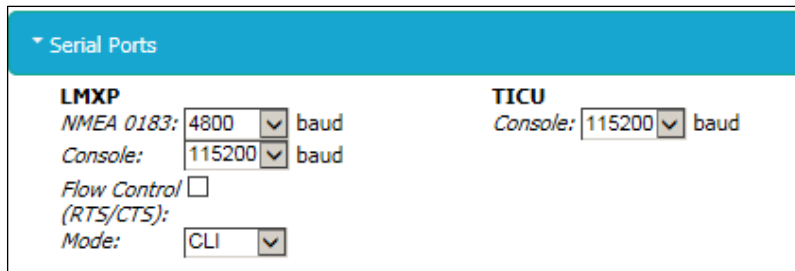 Serial Ports
LMXP
NMEA 0183: 4800 baud
Console: 115200 baud
Flow Control
(RTS/CTS):
Mode: CLI
TICU
Console: 115200 baud